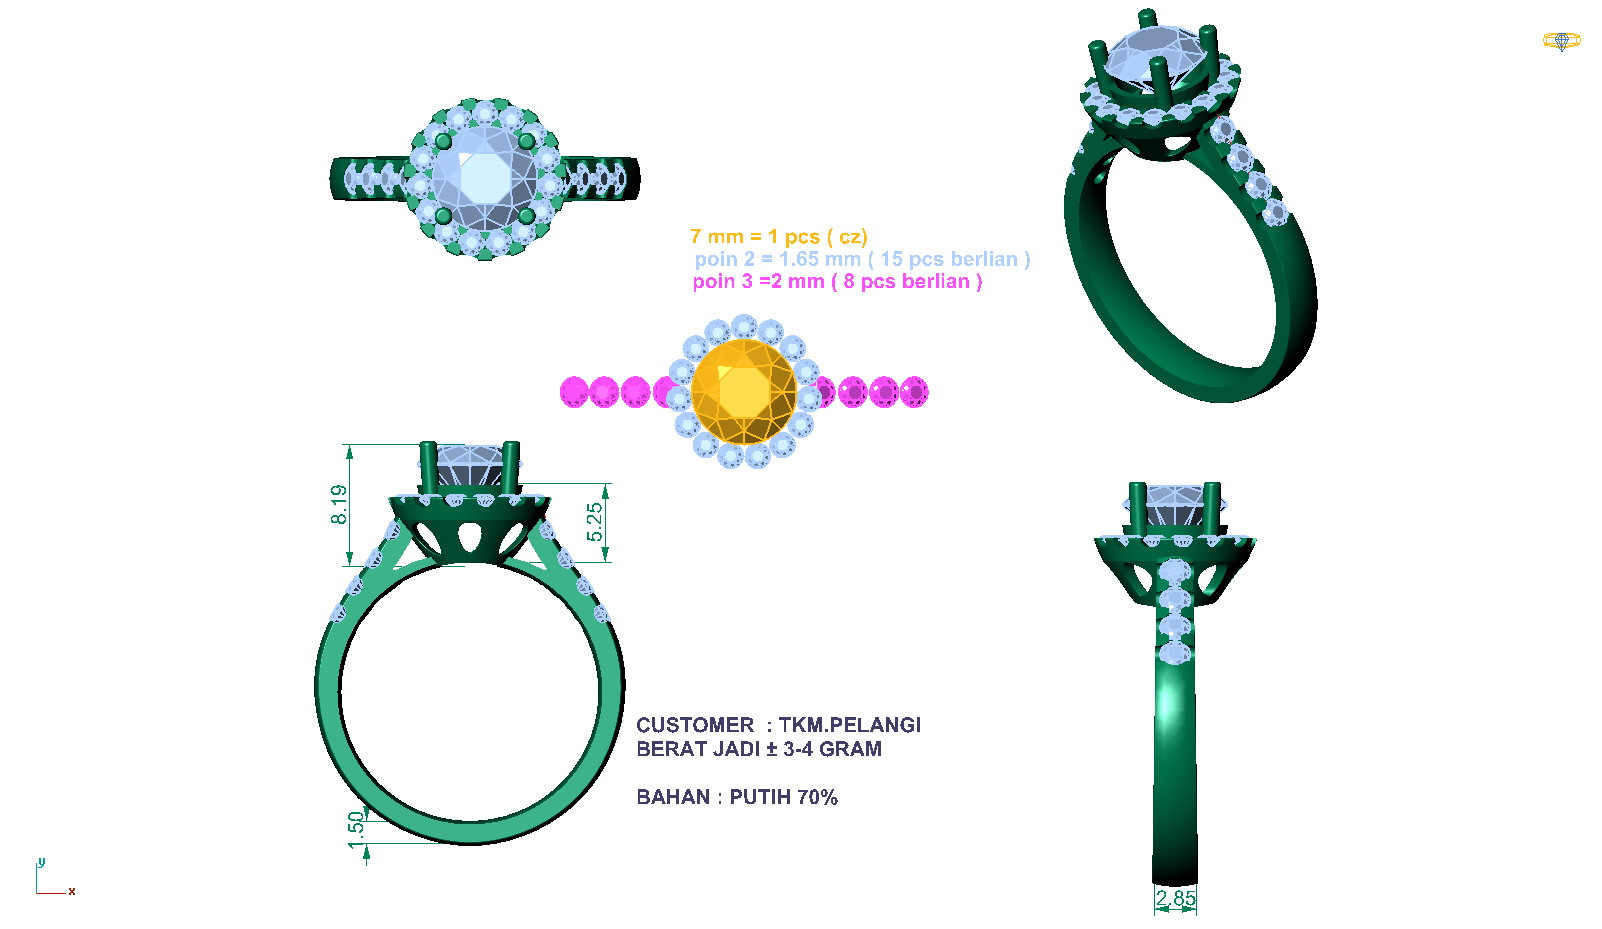 7 mm = 1 pcs ( cz)
poin 2 = 1.65 mm ( 15 pcs berlian )
poin 3 =2 mm ( 8 pcs berlian )
8.19
5.25
CUSTOMER : TKM.PELANGI
BERAT JADI ± 3-4 GRAM
BAHAN : PUTIH 70%
1.50
2.85
y
x